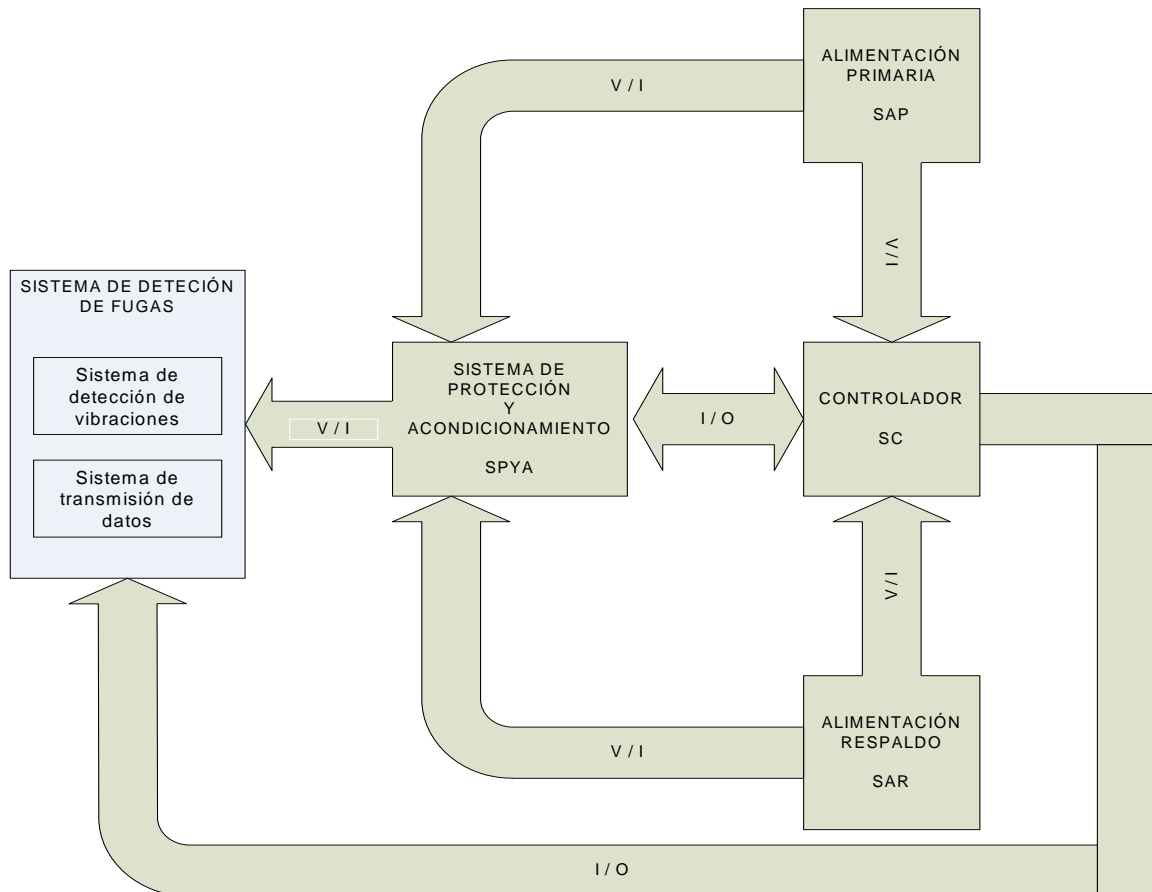 ALIMENTACIÓN
PRIMARIA
SAP
V / I
V / I
SISTEMA DE DETECIÓN
DE FUGAS
Sistema de
detección de
vibraciones
Sistema de
transmisión de
datos
V / I
SISTEMA DE
PROTECCIÓN
Y
ACONDICIONAMIENTO
SPYA
I / O
CONTROLADOR
SC
V / I
ALIMENTACIÓN
RESPALDO
SAR
V / I
I / O